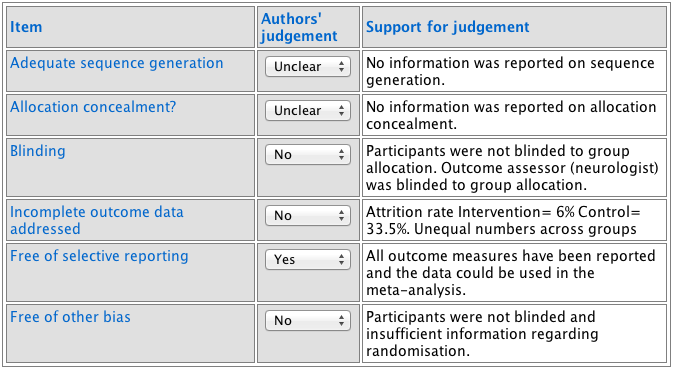 Item
Authors'
judgement
Support for judgement
Adequate sequence generation
Unclear
No information was reported on sequence
generation.
Allocation concealment?
Unclear
No information was reported on allocation
concealment.
Blinding
No
Participants were not blinded to group
allocation. Outcome assessor (neurologist)
was blinded to group allocation.
Incomplete outcome data
addressed
No
Attrition rate Intervention= 6% Control=
33.5%. Unequal numbers across groups
Free of selective reporting
Yes
All outcome measures have been reported
and the data could be used in the
meta-analysis.
Free of other bias
No
Participants were not blinded and
insufficient information regarding
randomisation.